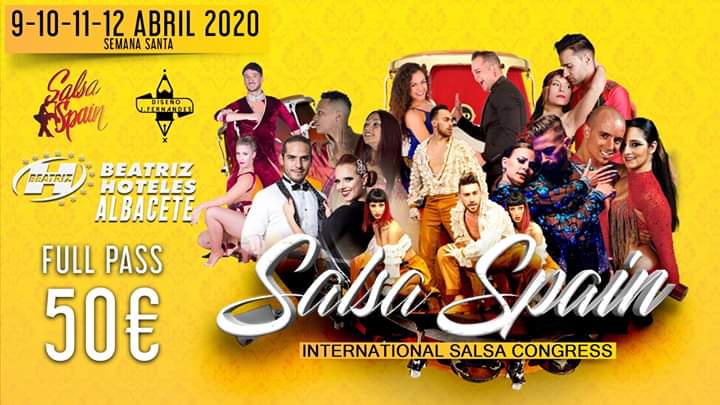 9-10-11-12 ABRIL 2020
SEMANA SANTA
Salsa
Spain
DISEÑO
J.FERNANDES
H
BEATRIZ
BEATRIZ
HOTELES
ALBACETE
FULL PASS
50€
Salsa Spain
INTERNATIONAL SALSA CONGRESS